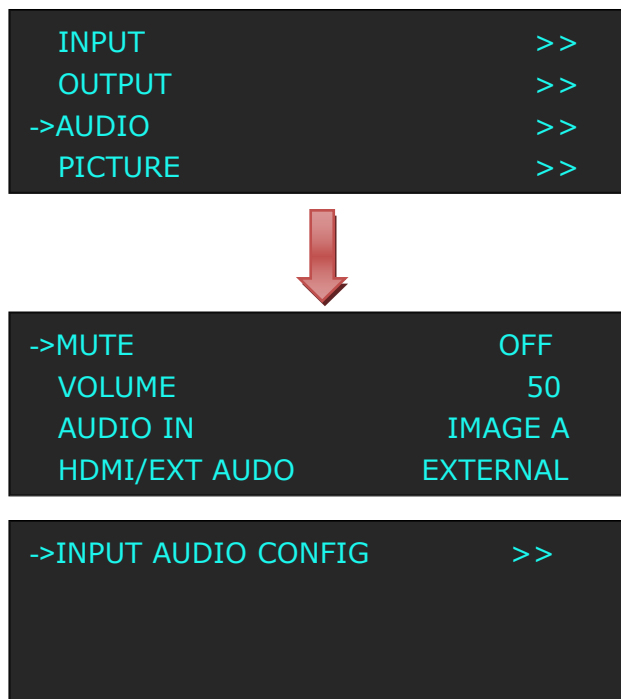 INPUT >>
OUTPUT >>
->AUDIO >>
PICTURE >>
->MUTE OFF
VOLUME 50
AUDIO IN IMAGE A
HDMI/EXT AUDO EXTERNAL
->INPUT AUDIO CONFIG >>